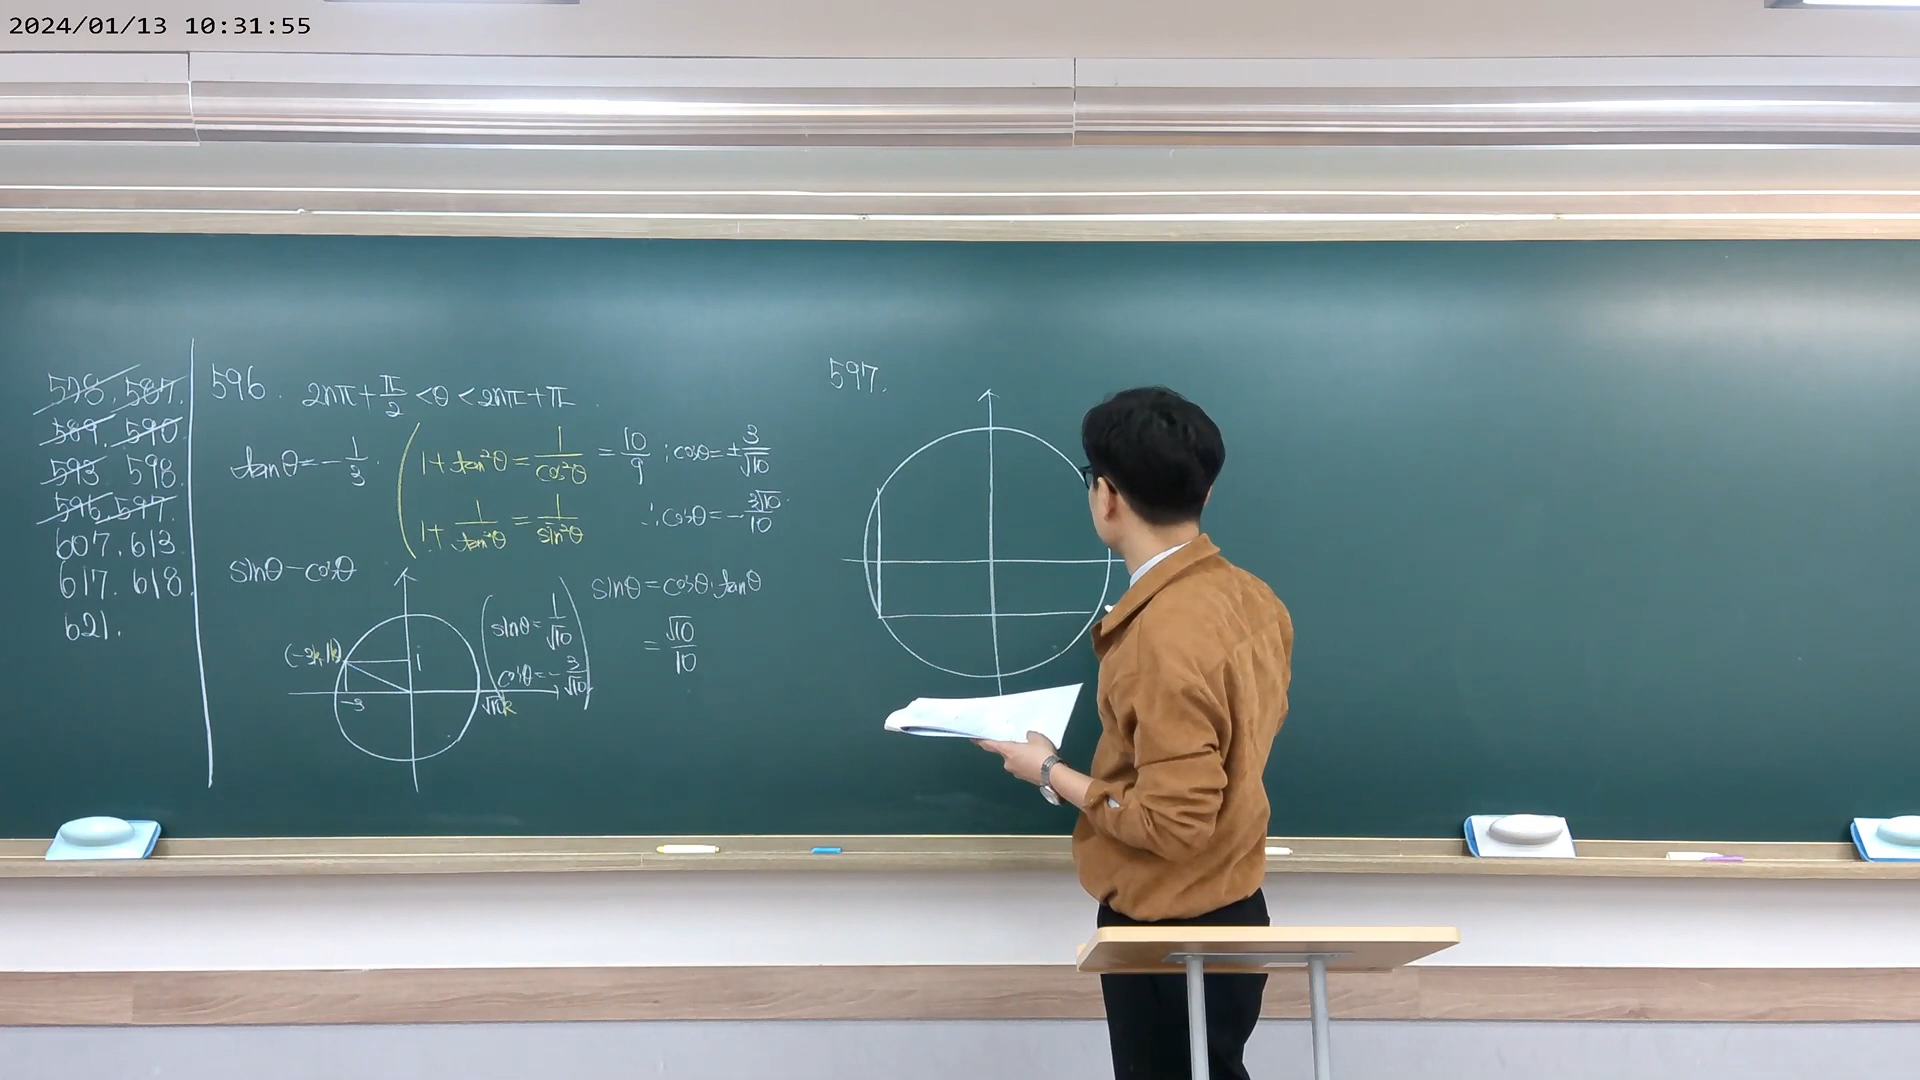 2024/01/13 10:31:55
578. 587.
589. 590.
593. 598.
596. 597.
607. 613.
617. 618.
621.
596. 2nπ+π/2 <θ <2nπ+π.
tanθ=-1/3.
1+tan²θ=1/cos²θ =10/9 ; cosθ=±3/√10
1+1/tan²θ=1/sin²θ
∴cosθ=-3√10/10
sinθ-cosθ
sinθ=1/√10
cosθ=-3/√10
sinθ=cosθ·tanθ
=√10/10
1
-3
√10k
597.